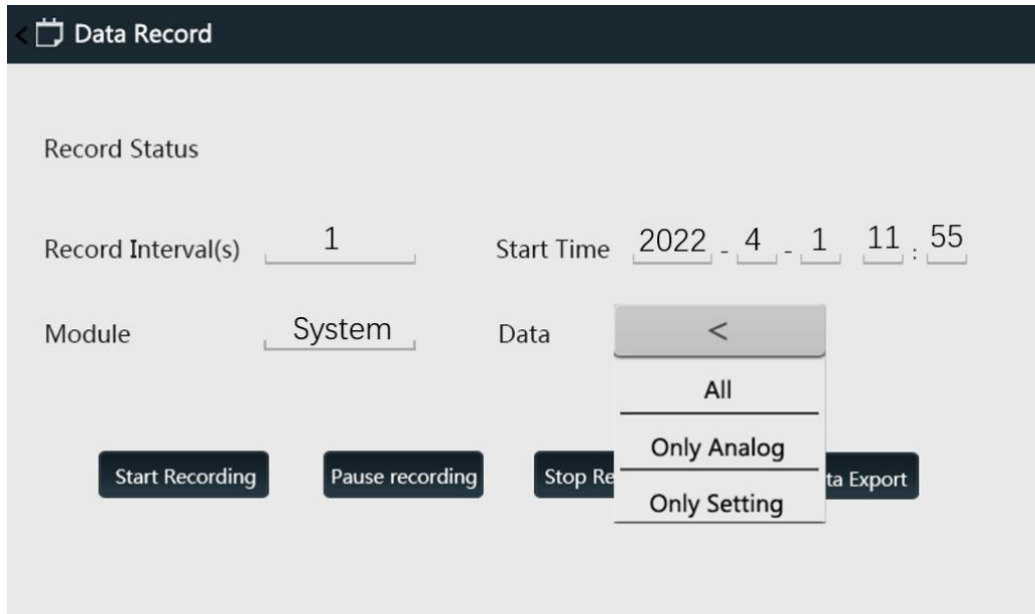 < Data Record
Record Status
Record Interval(s) 1 Start Time 2022 - 4 - 1 11 : 55
Module System Data <
All
Only Analog
Only Setting
Start Recording Pause recording Stop Re ta Export